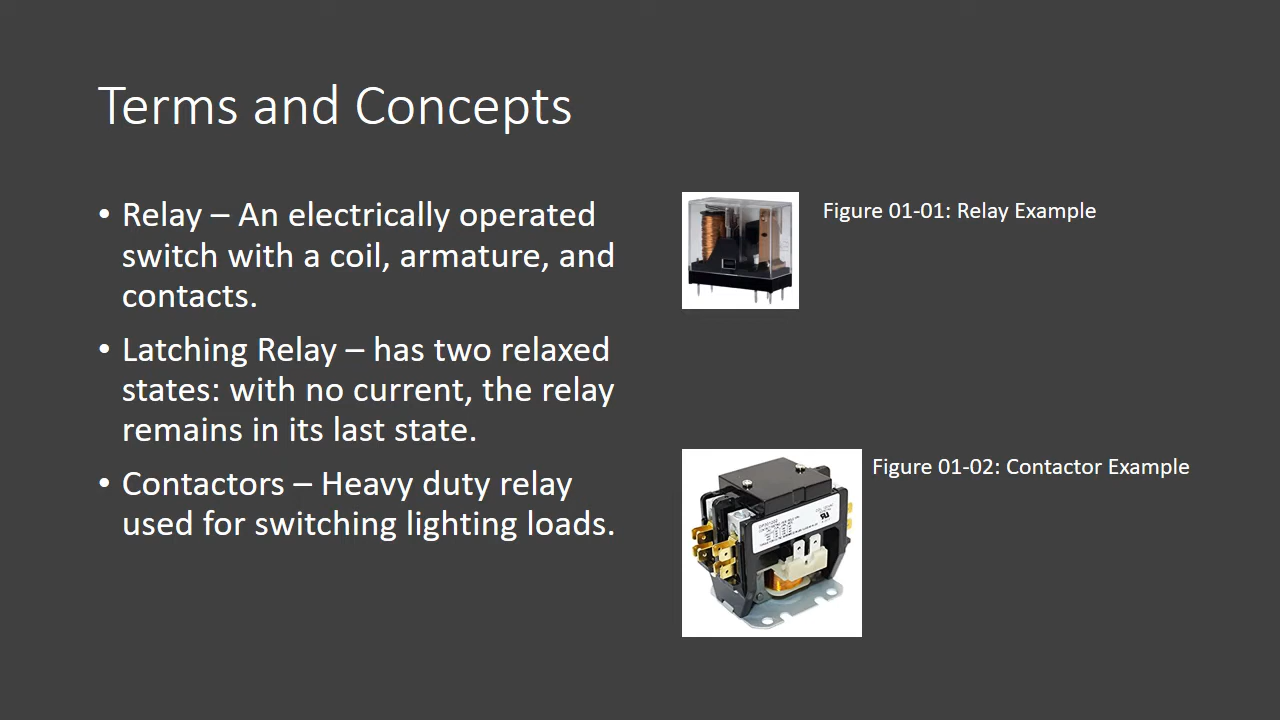 Terms and Concepts
• Relay – An electrically operated
switch with a coil, armature, and
contacts.
• Latching Relay – has two relaxed
states: with no current, the relay
remains in its last state.
• Contactors – Heavy duty relay
used for switching lighting loads.
Figure 01-01: Relay Example
Figure 01-02: Contactor Example